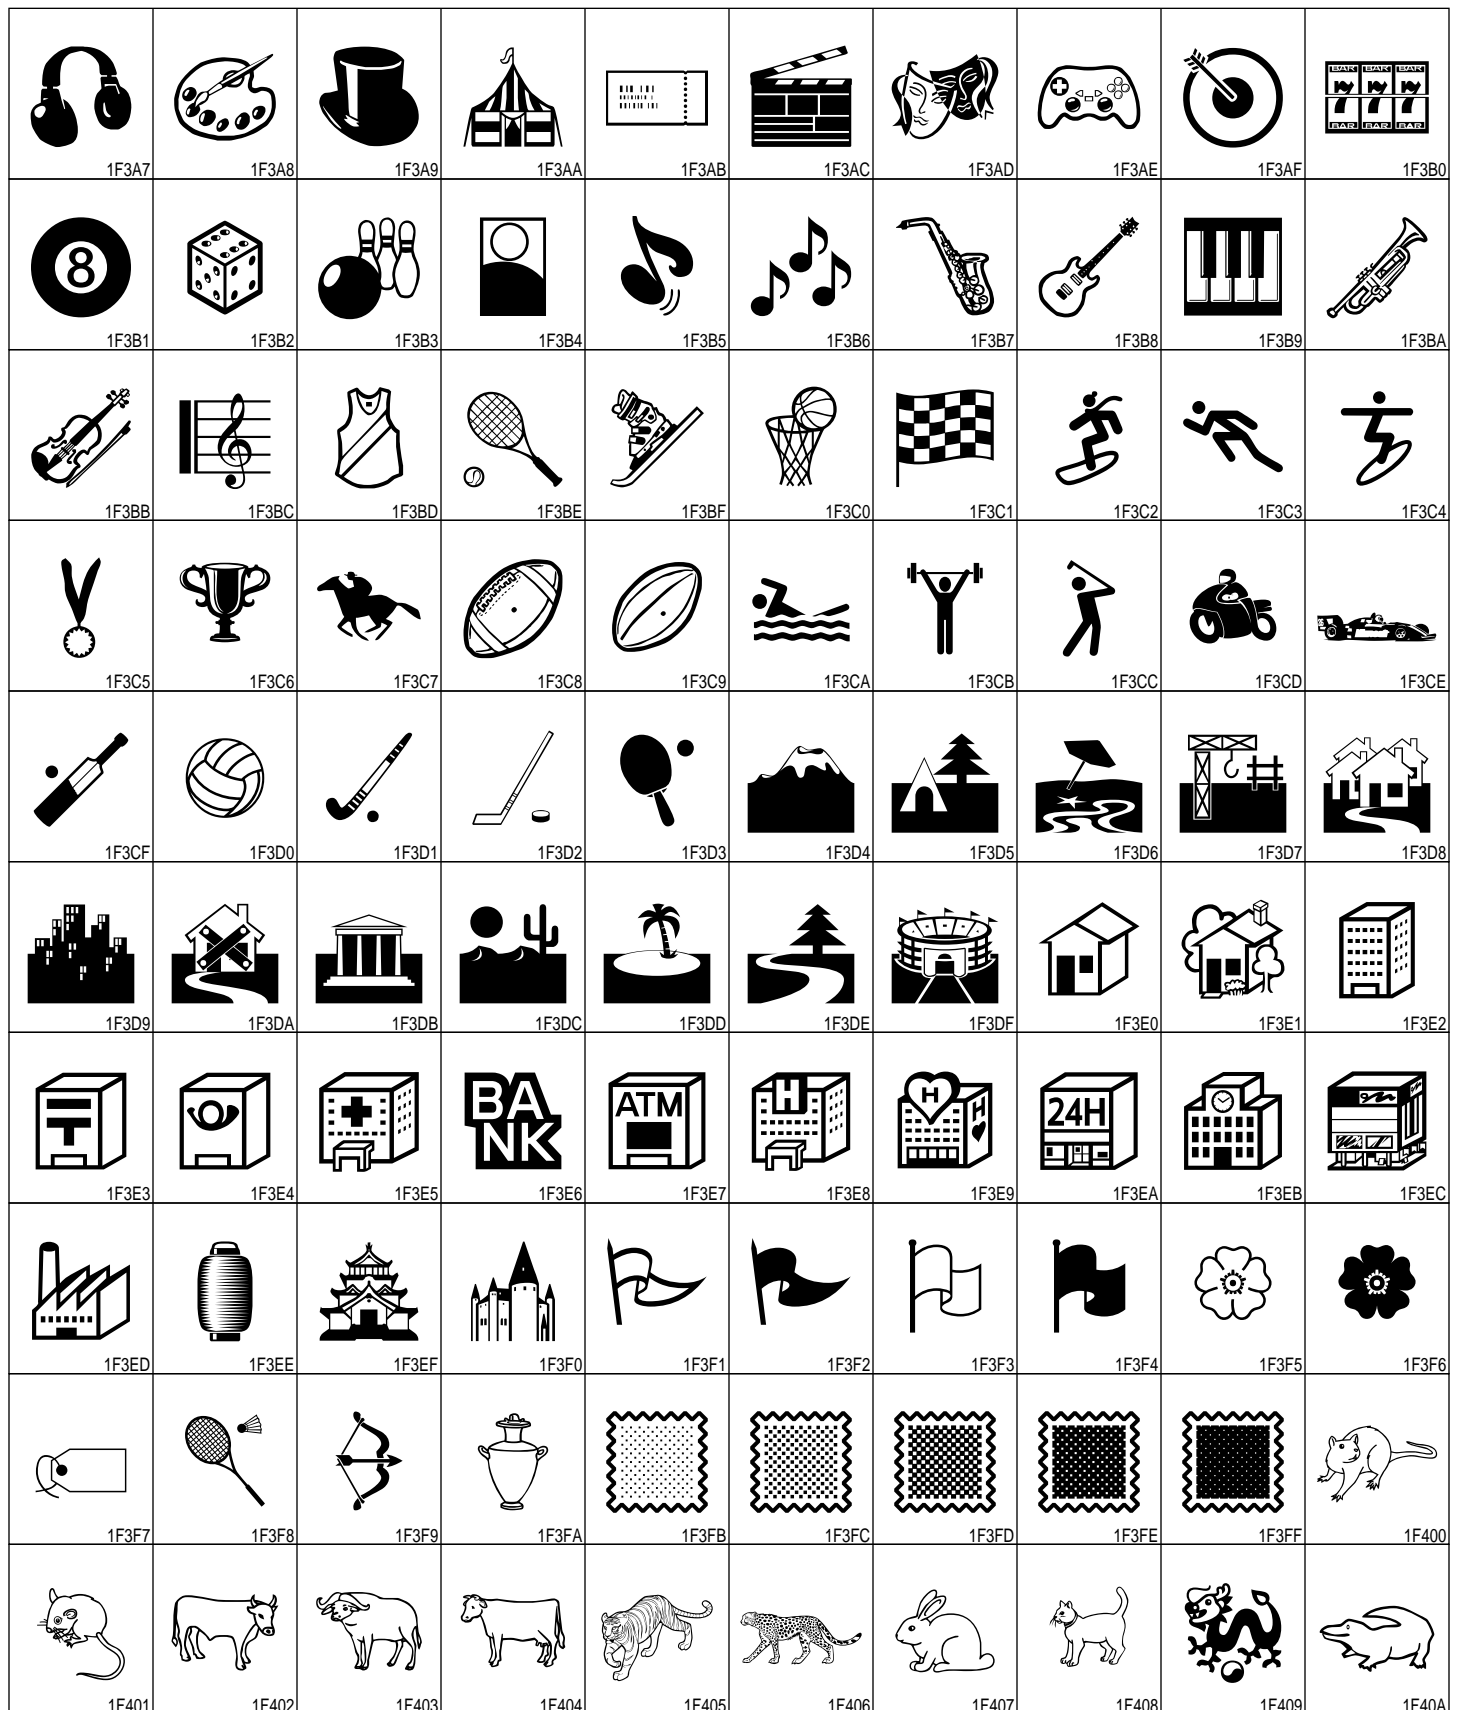 BAR BAR BAR
7 7 7
BAR BAR BAR
1F3A7 1F3A8 1F3A9 1F3AA 1F3AB 1F3AC 1F3AD 1F3AE 1F3AF 1F3B0
8
1F3B1 1F3B2 1F3B3 1F3B4 1F3B5 1F3B6 1F3B7 1F3B8 1F3B9 1F3BA
1F3BB 1F3BC 1F3BD 1F3BE 1F3BF 1F3C0 1F3C1 1F3C2 1F3C3 1F3C4
1F3C5 1F3C6 1F3C7 1F3C8 1F3C9 1F3CA 1F3CB 1F3CC 1F3CD 1F3CE
1F3CF 1F3D0 1F3D1 1F3D2 1F3D3 1F3D4 1F3D5 1F3D6 1F3D7 1F3D8
1F3D9 1F3DA 1F3DB 1F3DC 1F3DD 1F3DE 1F3DF 1F3E0 1F3E1 1F3E2
BA
NK
ATM
H
H
H
24H
1F3E3 1F3E4 1F3E5 1F3E6 1F3E7 1F3E8 1F3E9 1F3EA 1F3EB 1F3EC
1F3ED 1F3EE 1F3EF 1F3F0 1F3F1 1F3F2 1F3F3 1F3F4 1F3F5 1F3F6
1F3F7 1F3F8 1F3F9 1F3FA 1F3FB 1F3FC 1F3FD 1F3FE 1F3FF 1F400
1F401 1F402 1F403 1F404 1F405 1F406 1F407 1F408 1F409 1F40A